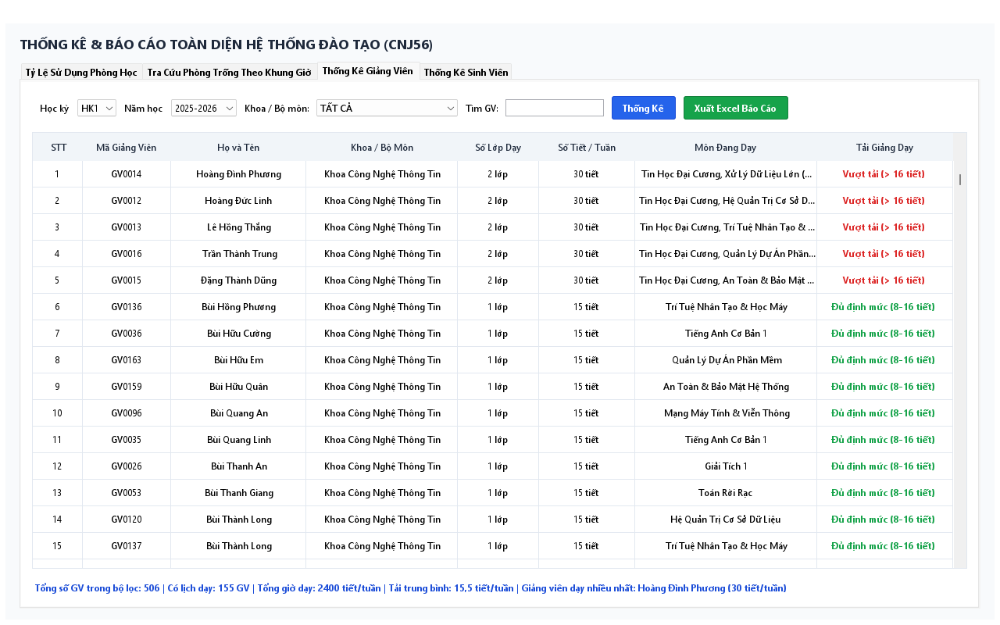 THỐNG KÊ & BÁO CÁO TOÀN DIỆN HỆ THỐNG ĐÀO TẠO (CNJ56)
Tỷ Lệ Sử Dụng Phòng Học Tra Cứu Phòng Trống Theo Khung Giờ Thống Kê Giảng Viên Thống Kê Sinh Viên
Học kỳ HK1 Năm học 2025-2026 Khoa / Bộ môn: TẤT CẢ Tìm GV: Thống Kê Xuất Excel Báo Cáo
STT Mã Giảng Viên Họ và Tên Khoa / Bộ Môn Số Lớp Dạy Số Tiết / Tuần Môn Đang Dạy Tải Giảng Dạy
1 GV0014 Hoàng Đình Phương Khoa Công Nghệ Thông Tin 2 lớp 30 tiết Tin Học Đại Cương, Xử Lý Dữ Liệu Lớn (... Vượt tải (> 16 tiết)
2 GV0012 Hoàng Đức Linh Khoa Công Nghệ Thông Tin 2 lớp 30 tiết Tin Học Đại Cương, Hệ Quản Trị Cơ Sở D... Vượt tải (> 16 tiết)
3 GV0013 Lê Hồng Thắng Khoa Công Nghệ Thông Tin 2 lớp 30 tiết Tin Học Đại Cương, Trí Tuệ Nhân Tạo & ... Vượt tải (> 16 tiết)
4 GV0016 Trần Thành Trung Khoa Công Nghệ Thông Tin 2 lớp 30 tiết Tin Học Đại Cương, Quản Lý Dự Án Phần... Vượt tải (> 16 tiết)
5 GV0015 Đặng Thành Dũng Khoa Công Nghệ Thông Tin 2 lớp 30 tiết Tin Học Đại Cương, An Toàn & Bảo Mật ... Vượt tải (> 16 tiết)
6 GV0136 Bùi Hồng Phương Khoa Công Nghệ Thông Tin 1 lớp 15 tiết Trí Tuệ Nhân Tạo & Học Máy Đủ định mức (8-16 tiết)
7 GV0036 Bùi Hữu Cường Khoa Công Nghệ Thông Tin 1 lớp 15 tiết Tiếng Anh Cơ Bản 1 Đủ định mức (8-16 tiết)
8 GV0163 Bùi Hữu Em Khoa Công Nghệ Thông Tin 1 lớp 15 tiết Quản Lý Dự Án Phần Mềm Đủ định mức (8-16 tiết)
9 GV0159 Bùi Hữu Quân Khoa Công Nghệ Thông Tin 1 lớp 15 tiết An Toàn & Bảo Mật Hệ Thống Đủ định mức (8-16 tiết)
10 GV0096 Bùi Quang An Khoa Công Nghệ Thông Tin 1 lớp 15 tiết Mạng Máy Tính & Viễn Thông Đủ định mức (8-16 tiết)
11 GV0035 Bùi Quang Linh Khoa Công Nghệ Thông Tin 1 lớp 15 tiết Tiếng Anh Cơ Bản 1 Đủ định mức (8-16 tiết)
12 GV0026 Bùi Thanh An Khoa Công Nghệ Thông Tin 1 lớp 15 tiết Giải Tích 1 Đủ định mức (8-16 tiết)
13 GV0053 Bùi Thanh Giang Khoa Công Nghệ Thông Tin 1 lớp 15 tiết Toán Rời Rạc Đủ định mức (8-16 tiết)
14 GV0120 Bùi Thành Long Khoa Công Nghệ Thông Tin 1 lớp 15 tiết Hệ Quản Trị Cơ Sở Dữ Liệu Đủ định mức (8-16 tiết)
15 GV0137 Bùi Thành Long Khoa Công Nghệ Thông Tin 1 lớp 15 tiết Trí Tuệ Nhân Tạo & Học Máy Đủ định mức (8-16 tiết)
Tổng số GV trong bộ lọc: 506 | Có lịch dạy: 155 GV | Tổng giờ dạy: 2400 tiết/tuần | Tải trung bình: 15,5 tiết/tuần | Giảng viên dạy nhiều nhất: Hoàng Đình Phương (30 tiết/tuần)